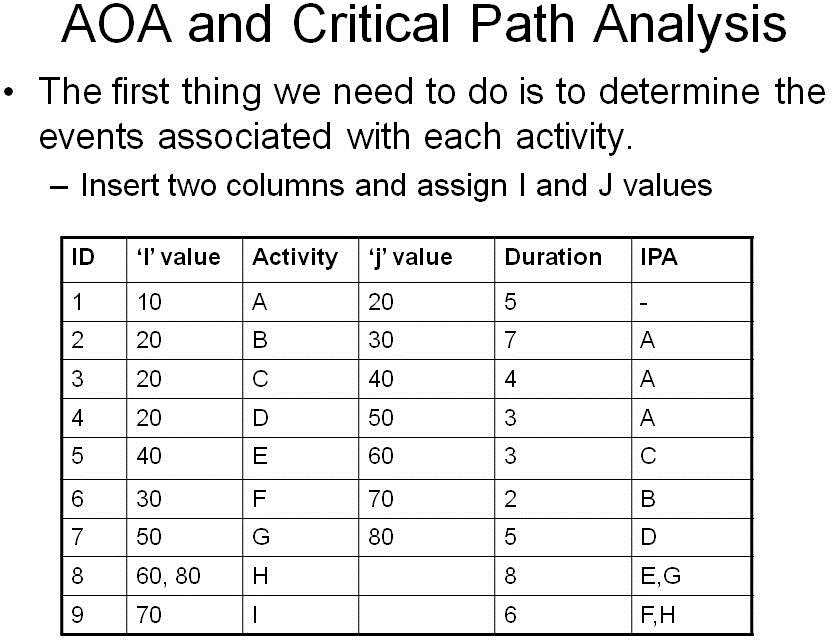 AOA and Critical Path Analysis
• The first thing we need to do is to determine the
events associated with each activity.
– Insert two columns and assign I and J values
ID ‘I’ value Activity ‘j’ value Duration IPA
1 10 A 20 5 -
2 20 B 30 7 A
3 20 C 40 4 A
4 20 D 50 3 A
5 40 E 60 3 C
6 30 F 70 2 B
7 50 G 80 5 D
8 60, 80 H 8 E,G
9 70 I 6 F,H